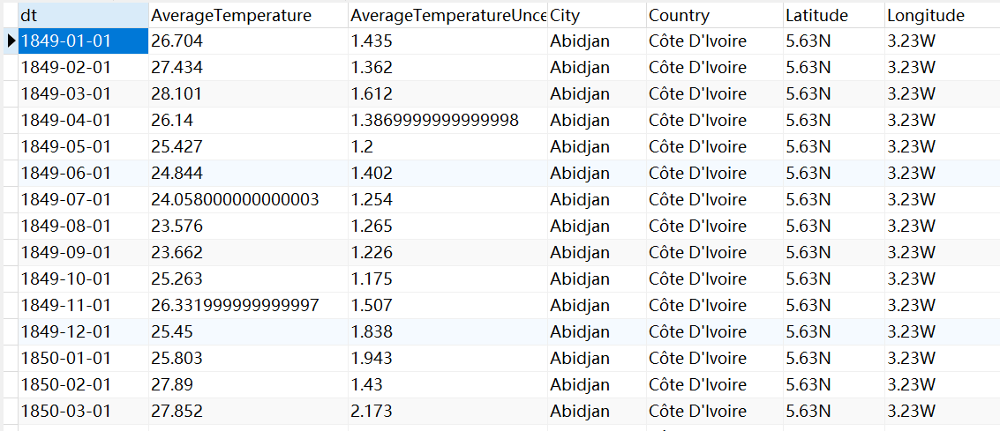 dt AverageTemperature AverageTemperatureUnce City Country Latitude Longitude
1849-01-01 26.704 1.435 Abidjan Côte D'Ivoire 5.63N 3.23W
1849-02-01 27.434 1.362 Abidjan Côte D'Ivoire 5.63N 3.23W
1849-03-01 28.101 1.612 Abidjan Côte D'Ivoire 5.63N 3.23W
1849-04-01 26.14 1.3869999999999998 Abidjan Côte D'Ivoire 5.63N 3.23W
1849-05-01 25.427 1.2 Abidjan Côte D'Ivoire 5.63N 3.23W
1849-06-01 24.844 1.402 Abidjan Côte D'Ivoire 5.63N 3.23W
1849-07-01 24.058000000000003 1.254 Abidjan Côte D'Ivoire 5.63N 3.23W
1849-08-01 23.576 1.265 Abidjan Côte D'Ivoire 5.63N 3.23W
1849-09-01 23.662 1.226 Abidjan Côte D'Ivoire 5.63N 3.23W
1849-10-01 25.263 1.175 Abidjan Côte D'Ivoire 5.63N 3.23W
1849-11-01 26.331999999999997 1.507 Abidjan Côte D'Ivoire 5.63N 3.23W
1849-12-01 25.45 1.838 Abidjan Côte D'Ivoire 5.63N 3.23W
1850-01-01 25.803 1.943 Abidjan Côte D'Ivoire 5.63N 3.23W
1850-02-01 27.89 1.43 Abidjan Côte D'Ivoire 5.63N 3.23W
1850-03-01 27.852 2.173 Abidjan Côte D'Ivoire 5.63N 3.23W